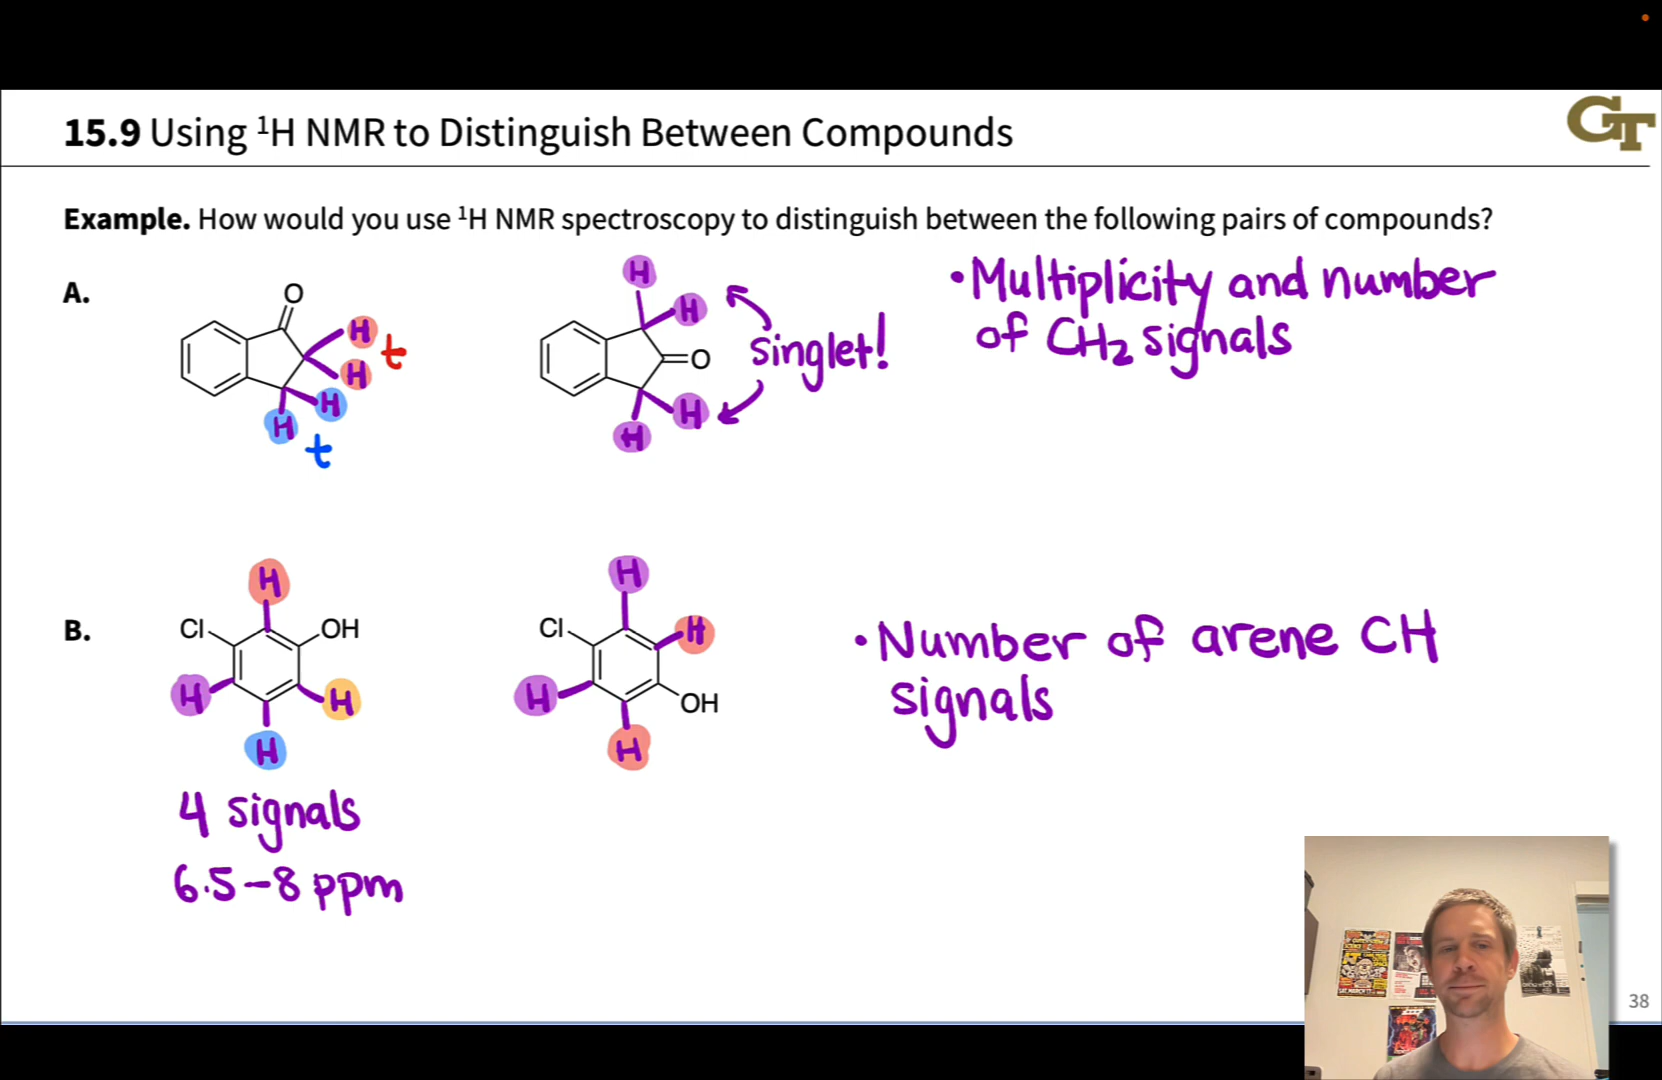 GT
15.9 Using ¹H NMR to Distinguish Between Compounds
Example. How would you use ¹H NMR spectroscopy to distinguish between the following pairs of compounds?
A.
O
H
H
t
H
H
t
H
H
O
H
H
singlet!
•Multiplicity and number
of CH₂ signals
B.
H
Cl
OH
H
H
H
4 signals
6.5–8 ppm
H
Cl
H
H
OH
H
•Number of arene CH
signals
38